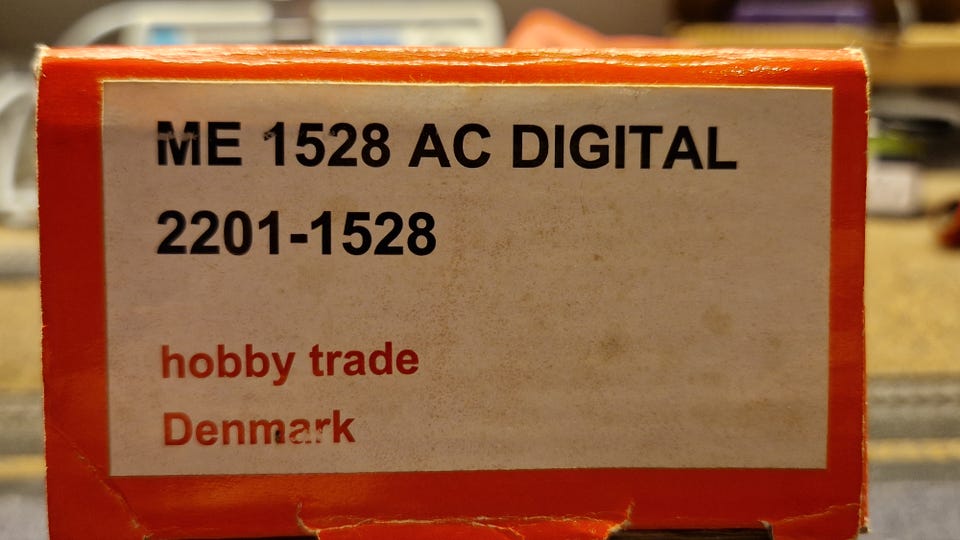 ME 1528 AC DIGITAL
2201-1528
hobby trade
Denmark